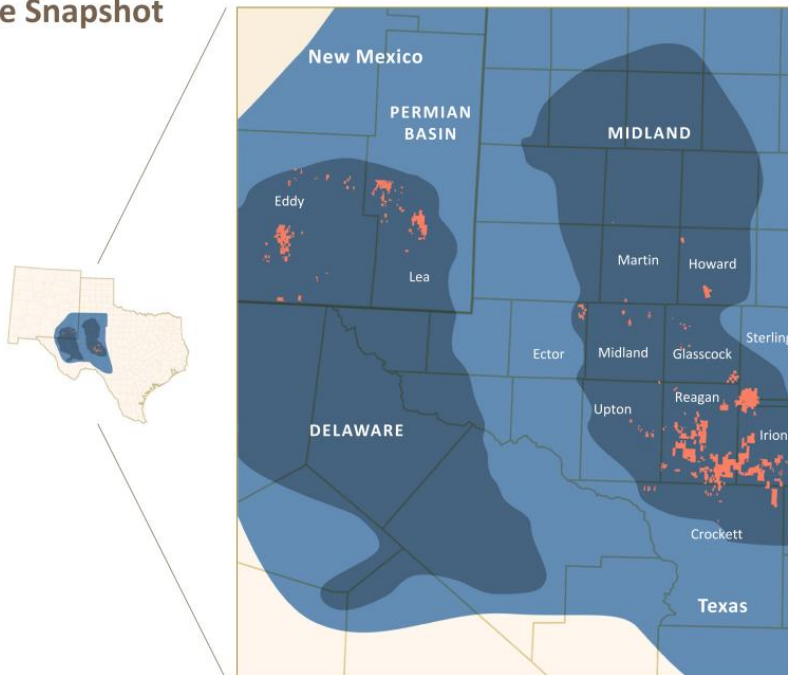 e Snapshot
New Mexico
PERMIAN
BASIN
MIDLAND
Eddy
Lea
Martin
Howard
Ector
Midland
Glasscock
Sterling
Upton
Reagan
Irion
DELAWARE
Crockett
Texas